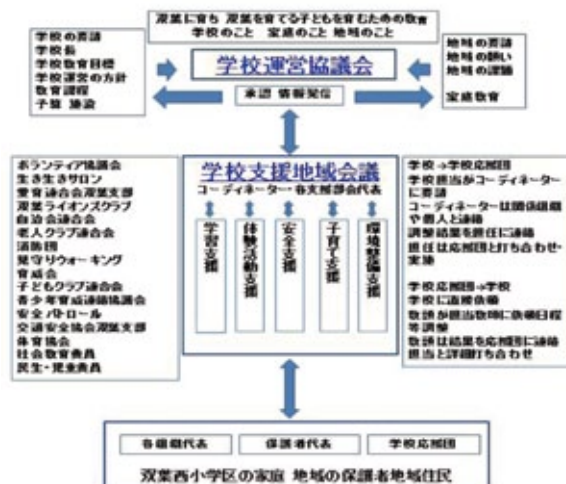 双葉に育ち 双葉を育てる子どもを育むための教育
学校のこと 家庭のこと 地域のこと
学校の要請
学校長
学校教育目標
学校運営の方針
教育課程
予算 施設
学校運営協議会
承認 情報発信
地域の要請
地域の願い
地域の課題
家庭教育
ボランティア協議会
生き生きサロン
愛育連合会双葉支部
双葉ライオンズクラブ
自治会連合会
老人クラブ連合会
消防団
見守りウォーキング
育成会
子どもクラブ連合会
青少年育成連絡協議会
安全パトロール
交通安全協会双葉支部
体育協会
社会教育委員
民生・児童委員
学校支援地域会議
コーディネーター・各支援部会代表
学習支援
体験活動支援
安全支援
子育て支援
環境整備支援
学校→学校応援団
学校担当がコーディネーター
に要請
コーディネーターは関係組織
や個人と連絡
調整結果を担任に連絡
担任は応援団と打ち合わせ・
実施
学校応援団→学校
学校に直接依頼
教頭が担当教師に依頼日程
等調整
教頭は結果を応援団に連絡
担当と詳細打ち合わせ
各組織代表
保護者代表
学校応援団
双葉西小学区の家庭 地域の保護者地域住民